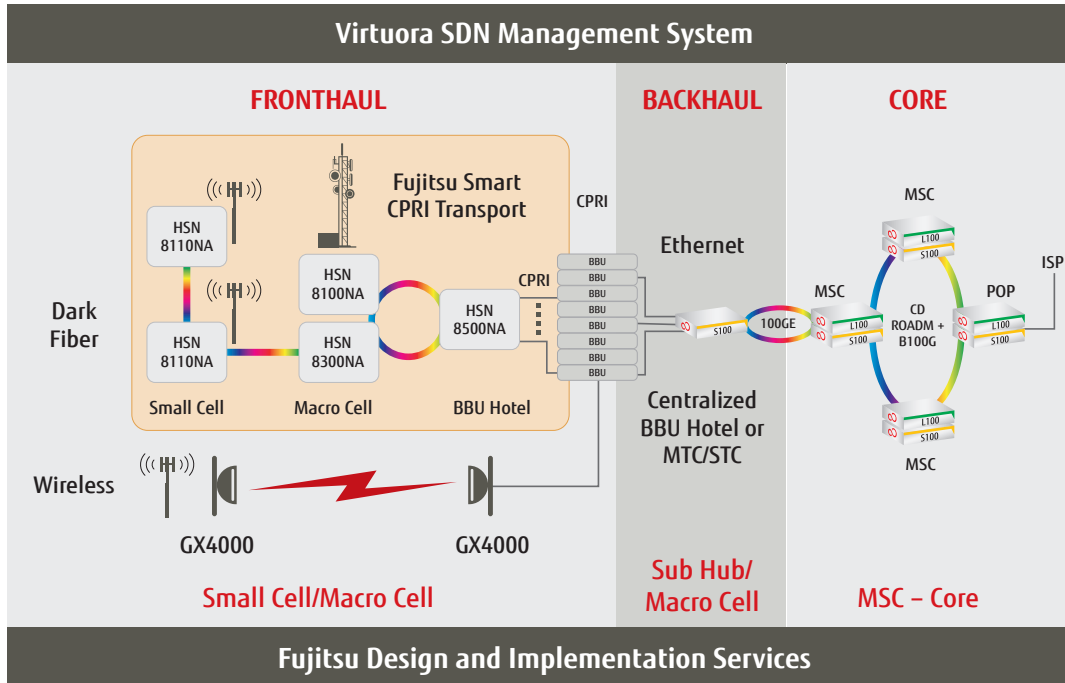 Virtuora SDN Management System
FRONTHAUL
BACKHAUL
CORE
Fujitsu Smart
CPRI Transport
CPRI
HSN
8110NA
HSN
8100NA
HSN
8110NA
HSN
8300NA
HSN
8500NA
CPRI
BBU
BBU
BBU
BBU
BBU
BBU
BBU
BBU
Dark
Fiber
Small Cell
Macro Cell
BBU Hotel
Ethernet
S100
100GE
Centralized
BBU Hotel or
MTC/STC
MSC
L100
S100
MSC
L100
S100
CD
ROADM +
B100G
POP
L100
S100
ISP
L100
S100
MSC
Wireless
GX4000
GX4000
Small Cell/Macro Cell
Sub Hub/
Macro Cell
MSC – Core
Fujitsu Design and Implementation Services